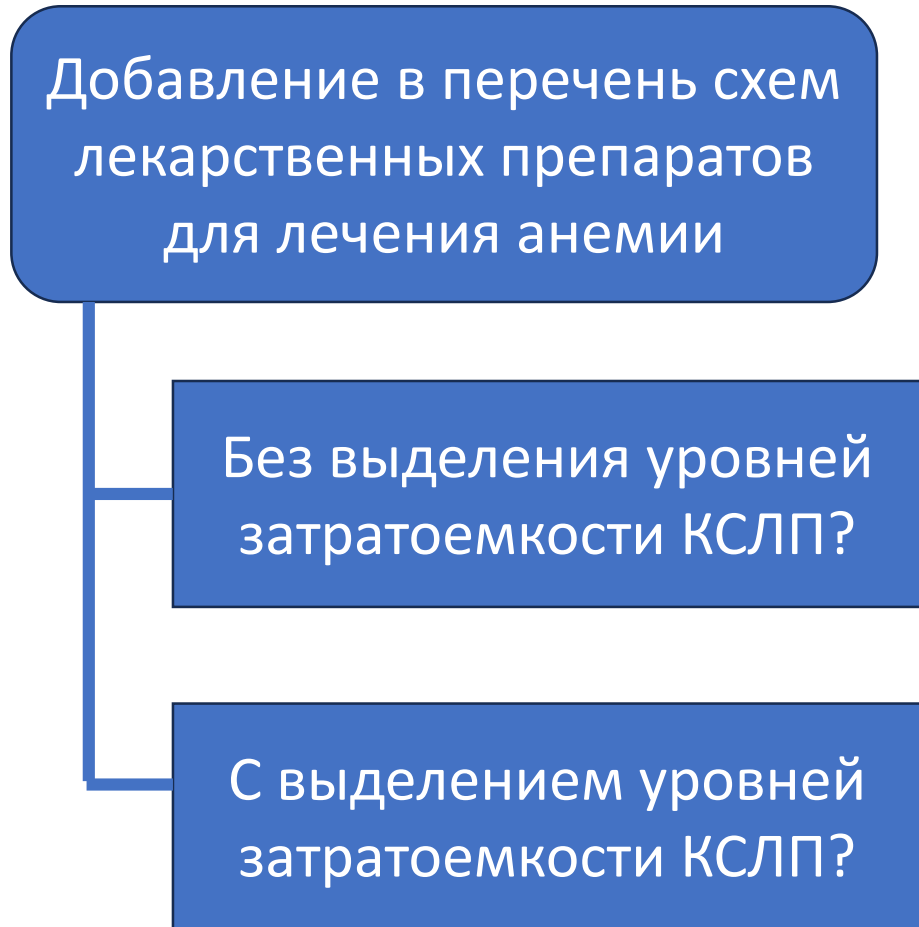 Добавление в перечень схем
лекарственных препаратов
для лечения анемии
Без выделения уровней
затратоемкости КСЛП?
С выделением уровней
затратоемкости КСЛП?